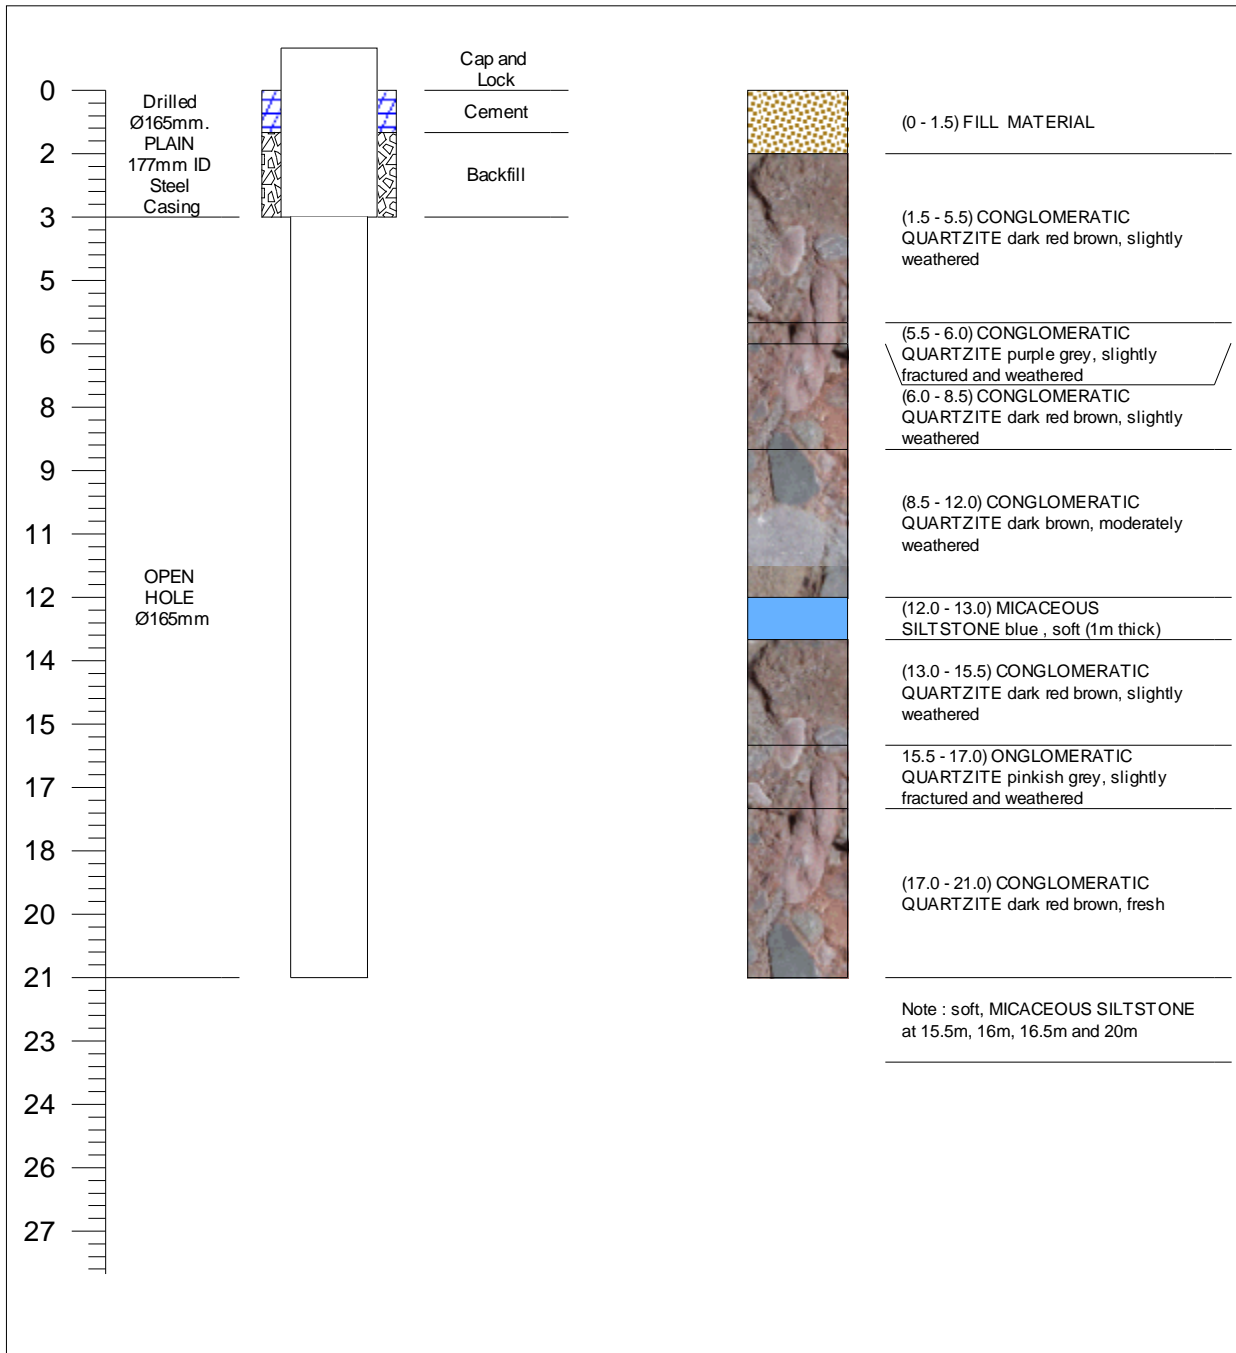 0
2
3
5
6
8
9
11
12
14
15
17
18
20
21
23
24
26
27
Drilled
Ø165mm.
PLAIN
177mm ID
Steel
Casing
OPEN
HOLE
Ø165mm
Cap and
Lock
Cement
Backfill
(0 - 1.5) FILL MATERIAL
(1.5 - 5.5) CONGLOMERATIC
QUARTZITE dark red brown, slightly
weathered
(5.5 - 6.0) CONGLOMERATIC
QUARTZITE purple grey, slightly
fractured and weathered
(6.0 - 8.5) CONGLOMERATIC
QUARTZITE dark red brown, slightly
weathered
(8.5 - 12.0) CONGLOMERATIC
QUARTZITE dark brown, moderately
weathered
(12.0 - 13.0) MICACEOUS
SILTSTONE blue , soft (1m thick)
(13.0 - 15.5) CONGLOMERATIC
QUARTZITE dark red brown, slightly
weathered
15.5 - 17.0) ONGLOMERATIC
QUARTZITE pinkish grey, slightly
fractured and weathered
(17.0 - 21.0) CONGLOMERATIC
QUARTZITE dark red brown, fresh
Note : soft, MICACEOUS SILTSTONE
at 15.5m, 16m, 16.5m and 20m